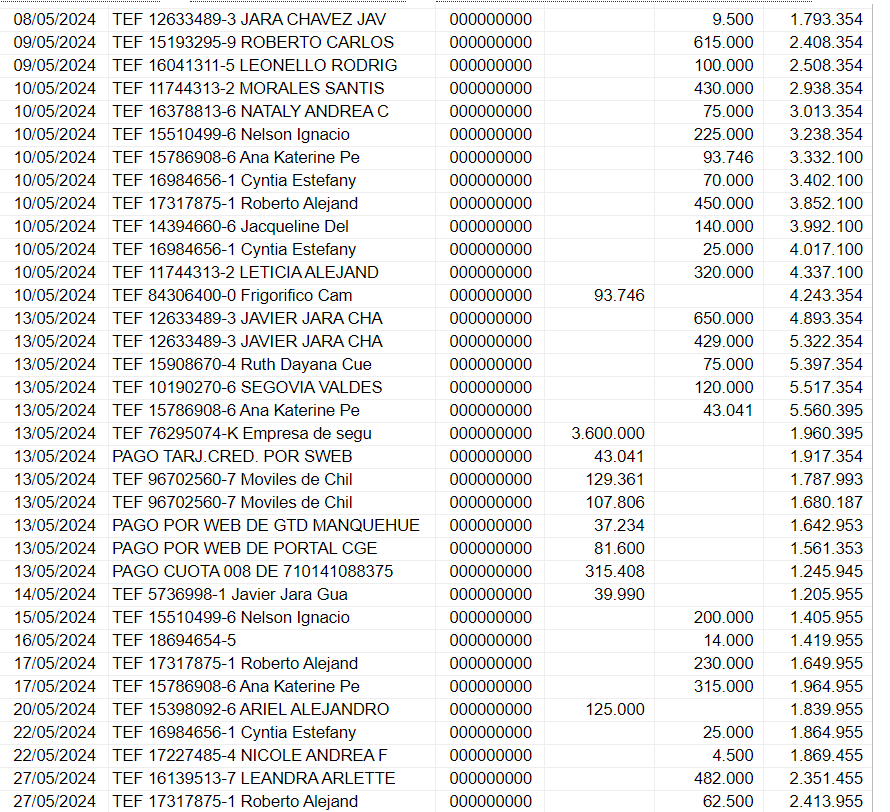 08/05/2024 TEF 12633489-3 JARA CHAVEZ JAV 000000000 9.500 1.793.354
09/05/2024 TEF 15193295-9 ROBERTO CARLOS 000000000 615.000 2.408.354
09/05/2024 TEF 16041311-5 LEONELLO RODRIG 000000000 100.000 2.508.354
10/05/2024 TEF 11744313-2 MORALES SANTIS 000000000 430.000 2.938.354
10/05/2024 TEF 16378813-6 NATALY ANDREA C 000000000 75.000 3.013.354
10/05/2024 TEF 15510499-6 Nelson Ignacio 000000000 225.000 3.238.354
10/05/2024 TEF 15786908-6 Ana Katerine Pe 000000000 93.746 3.332.100
10/05/2024 TEF 16984656-1 Cyntia Estefany 000000000 70.000 3.402.100
10/05/2024 TEF 17317875-1 Roberto Alejand 000000000 450.000 3.852.100
10/05/2024 TEF 14394660-6 Jacqueline Del 000000000 140.000 3.992.100
10/05/2024 TEF 16984656-1 Cyntia Estefany 000000000 25.000 4.017.100
10/05/2024 TEF 11744313-2 LETICIA ALEJAND 000000000 320.000 4.337.100
10/05/2024 TEF 84306400-0 Frigorifico Cam 000000000 93.746 4.243.354
13/05/2024 TEF 12633489-3 JAVIER JARA CHA 000000000 650.000 4.893.354
13/05/2024 TEF 12633489-3 JAVIER JARA CHA 000000000 429.000 5.322.354
13/05/2024 TEF 15908670-4 Ruth Dayana Cue 000000000 75.000 5.397.354
13/05/2024 TEF 10190270-6 SEGOVIA VALDES 000000000 120.000 5.517.354
13/05/2024 TEF 15786908-6 Ana Katerine Pe 000000000 43.041 5.560.395
13/05/2024 TEF 76295074-K Empresa de segu 000000000 3.600.000 1.960.395
13/05/2024 PAGO TARJ.CRED. POR SWEB 000000000 43.041 1.917.354
13/05/2024 TEF 96702560-7 Moviles de Chil 000000000 129.361 1.787.993
13/05/2024 TEF 96702560-7 Moviles de Chil 000000000 107.806 1.680.187
13/05/2024 PAGO POR WEB DE GTD MANQUEHUE 000000000 37.234 1.642.953
13/05/2024 PAGO POR WEB DE PORTAL CGE 000000000 81.600 1.561.353
13/05/2024 PAGO CUOTA 008 DE 710141088375 000000000 315.408 1.245.945
14/05/2024 TEF 5736998-1 Javier Jara Gua 000000000 39.990 1.205.955
15/05/2024 TEF 15510499-6 Nelson Ignacio 000000000 200.000 1.405.955
16/05/2024 TEF 18694654-5 000000000 14.000 1.419.955
17/05/2024 TEF 17317875-1 Roberto Alejand 000000000 230.000 1.649.955
17/05/2024 TEF 15786908-6 Ana Katerine Pe 000000000 315.000 1.964.955
20/05/2024 TEF 15398092-6 ARIEL ALEJANDRO 000000000 125.000 1.839.955
22/05/2024 TEF 16984656-1 Cyntia Estefany 000000000 25.000 1.864.955
22/05/2024 TEF 17227485-4 NICOLE ANDREA F 000000000 4.500 1.869.455
27/05/2024 TEF 16139513-7 LEANDRA ARLETTE 000000000 482.000 2.351.455
27/05/2024 TEF 17317875-1 Roberto Alejand 000000000 62.500 2.413.955